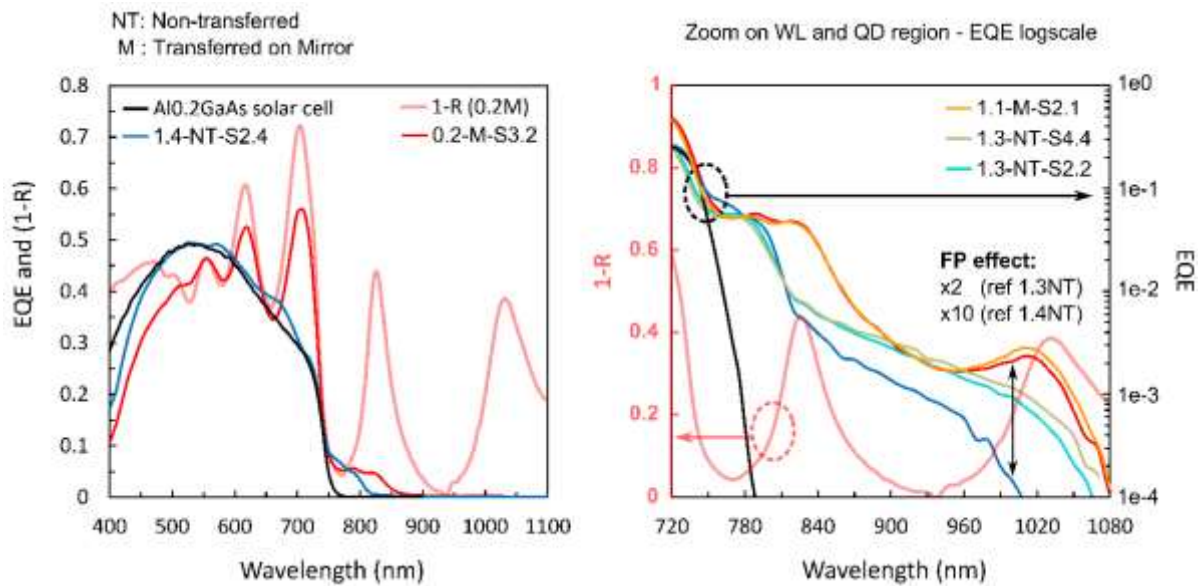 NT: Non-transferred
M : Transferred on Mirror
Zoom on WL and QD region - EQE logscale
EQE and (1-R)
0.8
0.7
0.6
0.5
0.4
0.3
0.2
0.1
0
Al0.2GaAs solar cell
1.4-NT-S2.4
1-R (0.2M)
0.2-M-S3.2
400 500 600 700 800 900 1000 1100
Wavelength (nm)
1-R
1
0.8
0.6
0.4
0.2
0
1.1-M-S2.1
1.3-NT-S4.4
1.3-NT-S2.2
FP effect:
x2 (ref 1.3NT)
x10 (ref 1.4NT)
1e0
1e-1
1e-2
1e-3
1e-4
EQE
720 780 840 900 960 1020 1080
Wavelength (nm)